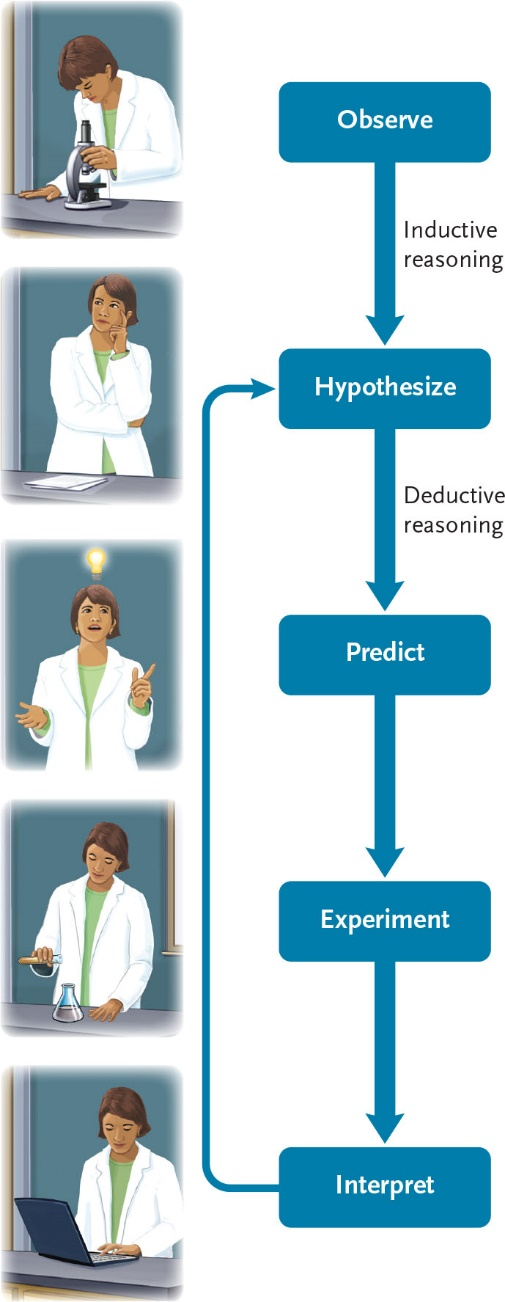 Observe
Inductive
reasoning
Hypothesize
Deductive
reasoning
Predict
Experiment
Interpret